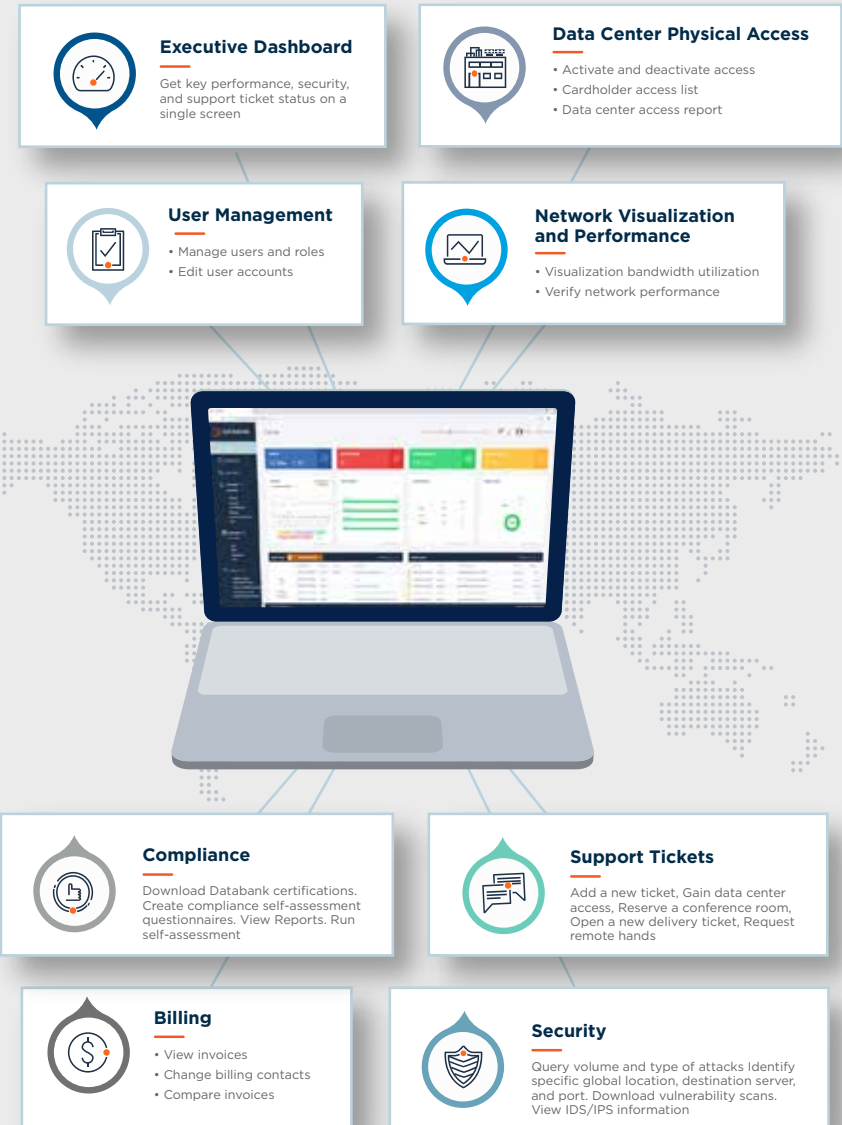 Executive Dashboard
Get key performance, security,
and support ticket status on a
single screen
Data Center Physical Access
• Activate and deactivate access
• Cardholder access list
• Data center access report
User Management
• Manage users and roles
• Edit user accounts
Network Visualization
and Performance
• Visualization bandwidth utilization
• Verify network performance
Compliance
Download Databank certifications.
Create compliance self-assessment
questionnaires. View Reports. Run
self-assessment
Support Tickets
Add a new ticket, Gain data center
access, Reserve a conference room,
Open a new delivery ticket, Request
remote hands
Billing
• View invoices
• Change billing contacts
• Compare invoices
Security
Query volume and type of attacks Identify
specific global location, destination server,
and port. Download vulnerability scans.
View IDS/IPS information